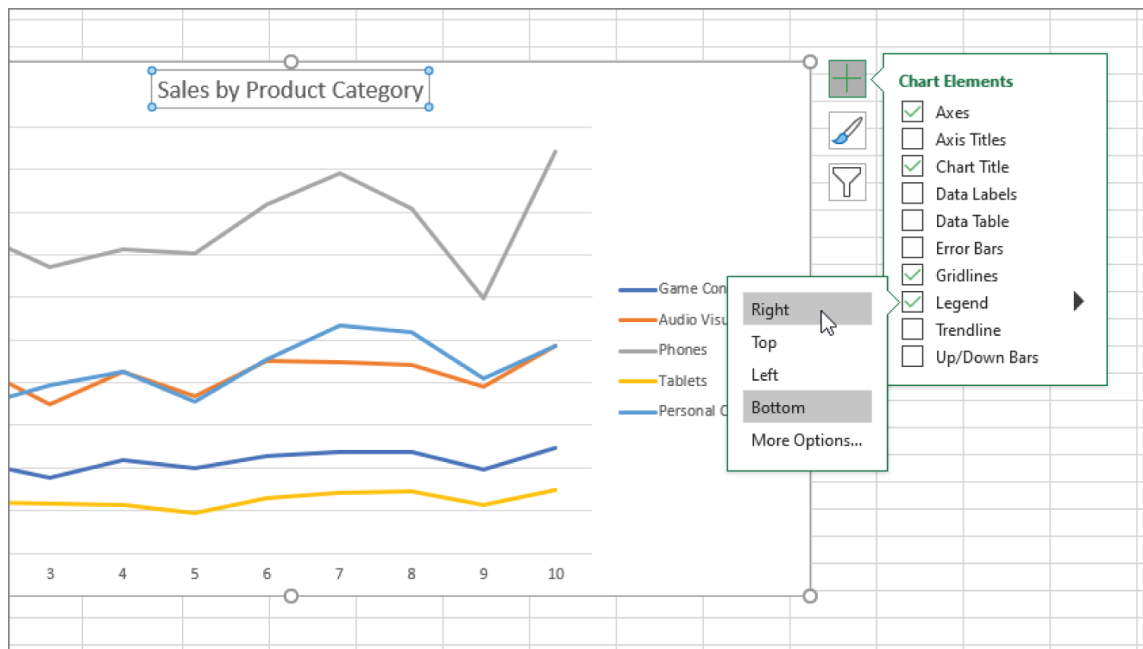 Sales by Product Category
Chart Elements
Axes
Axis Titles
Chart Title
Data Labels
Data Table
Error Bars
Gridlines
Legend
Trendline
Up/Down Bars
Right
Top
Left
Bottom
More Options...
Game Con
Audio Visu
Phones
Tablets
Personal C
3 4 5 6 7 8 9 10